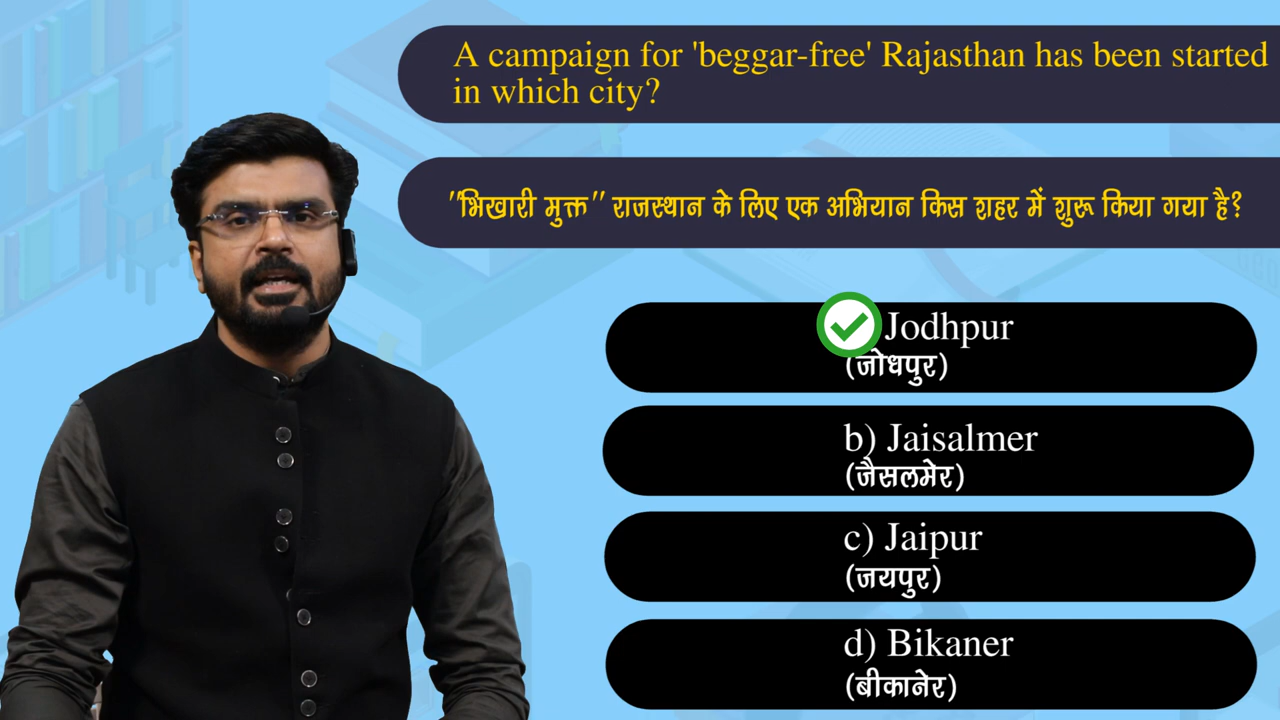 A campaign for 'beggar-free' Rajasthan has been started
in which city?
"भिखारी मुक्त" राजस्थान के लिए एक अभियान किस शहर में शुरू किया गया है?
Jodhpur
(जोधपुर)
b) Jaisalmer
(जैसलमेर)
c) Jaipur
(जयपुर)
d) Bikaner
(बीकानेर)